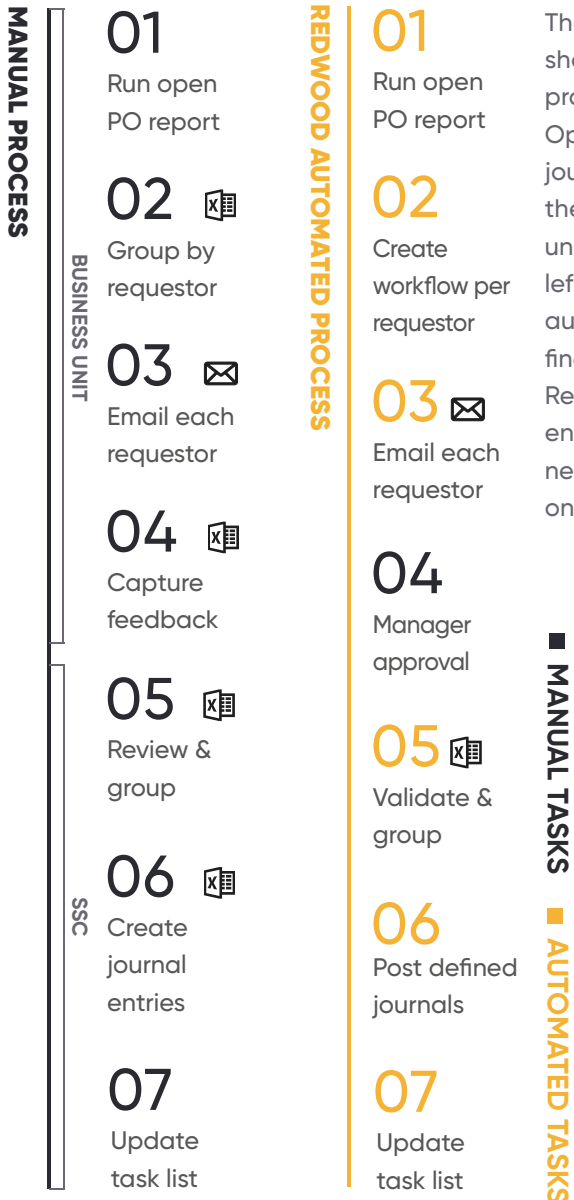 MANUAL PROCESS
BUSINESS UNIT
01
Run open
PO report
02
Group by
requestor
03
Email each
requestor
04
Capture
feedback
SSC
05
Review &
group
06
Create
journal
entries
07
Update
task list
REDWOOD AUTOMATED PROCESS
01
Run open
PO report
02
Create
workflow per
requestor
03
Email each
requestor
04
Manager
approval
05
Validate &
group
06
Post defined
journals
07
Update
task list
MANUAL TASKS
AUTOMATED TASKS